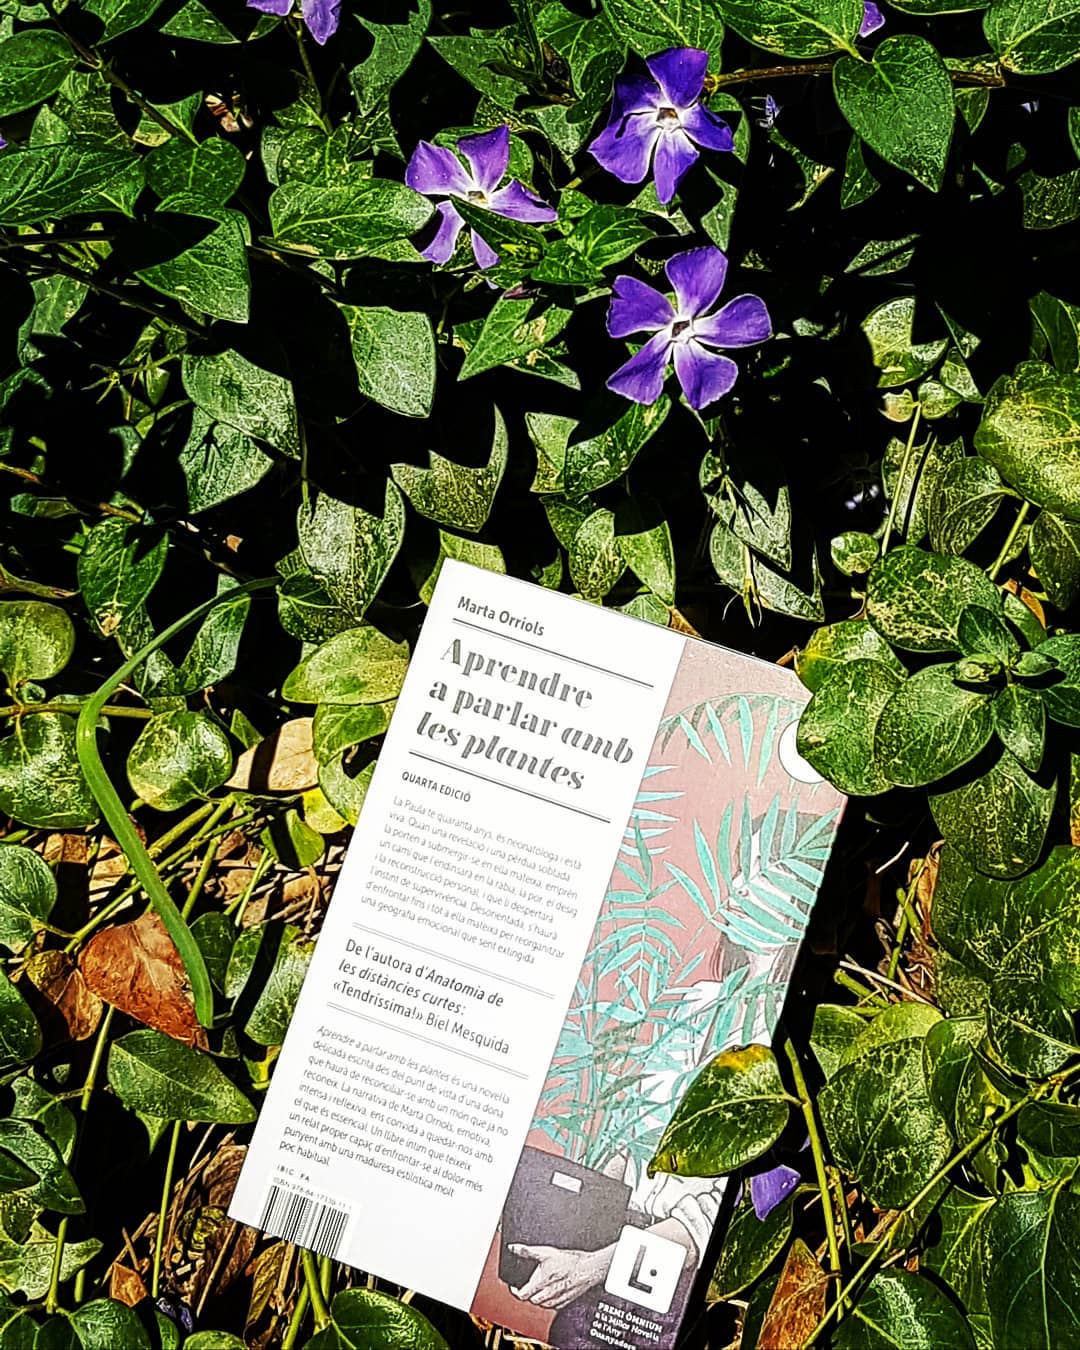 Marta Orriols
Aprendre
a parlar amb
les plantes
QUARTA EDICIÓ
La Paula té quaranta anys, és neonatòloga i està
viva. Quan una revelació i una pèrdua sobtada
la porten a submergir-se en ella mateixa, emprèn
un camí que l'endinsarà en la ràbia, la por, el desig
i la reconstrucció personal, i que li despertarà
l'instint de supervivència. Desorientada, s'haurà
d'enfrontar fins i tot a ella mateixa per reorganitzar
una geografia emocional que sent extingida.
De l'autora d'Anatomia de
les distàncies curtes:
«Tendríssima!» Biel Mesquida
Aprendre a parlar amb les plantes és una novel·la
delicada escrita des del punt de vista d'una dona
que haurà de reconciliar-se amb un món que ja no
reconeix. La narrativa de Marta Orriols, emotiva,
intensa i reflexiva, ens convida a quedar-nos amb
el que és essencial. Un llibre íntim que teixeix
un relat proper capaç d'enfrontar-se al dolor més
punyent amb una maduresa estilística molt
poc habitual.
IBIC FA
L
PREMI ÒMNIUM
a la Millor Novel·la
de l'Any